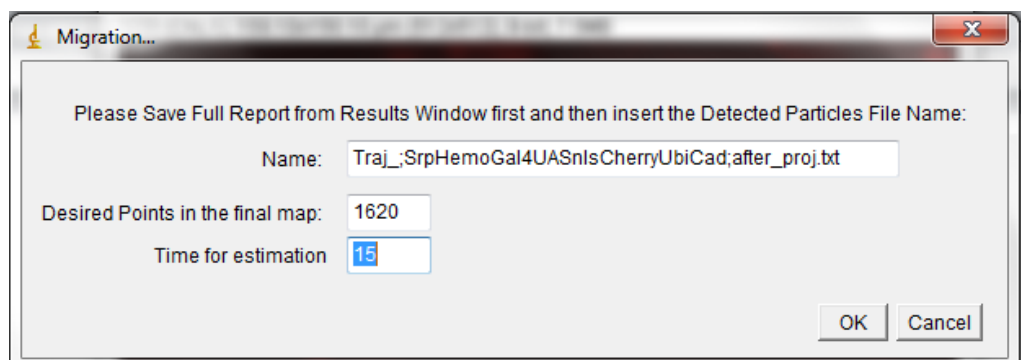 Migration...
Please Save Full Report from Results Window first and then insert the Detected Particles File Name:
Name: Traj_;SrpHemoGal4UASnlsCherryUbiCad;after_proj.txt
Desired Points in the final map: 1620
Time for estimation 15
OK Cancel